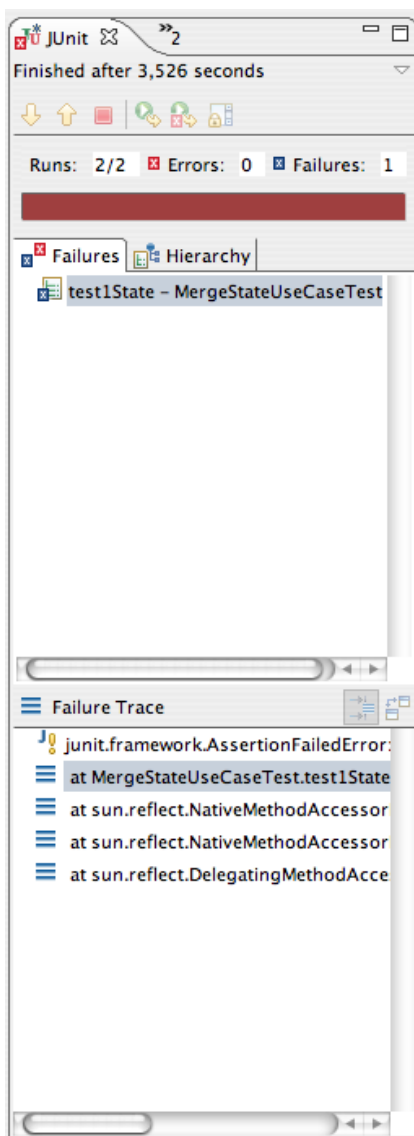 JUnit »2
Finished after 3,526 seconds
Runs: 2/2 Errors: 0 Failures: 1
Failures Hierarchy
test1State – MergeStateUseCaseTest
Failure Trace
junit.framework.AssertionFailedError:
at MergeStateUseCaseTest.test1State
at sun.reflect.NativeMethodAccessor
at sun.reflect.NativeMethodAccessor
at sun.reflect.DelegatingMethodAcce